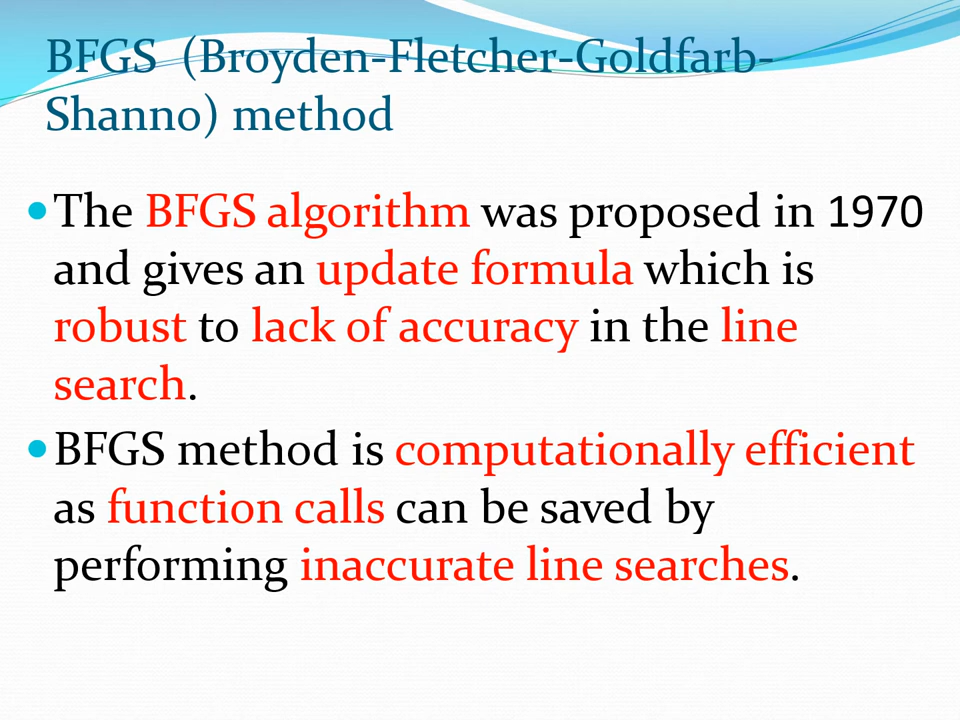 BFGS (Broyden-Fletcher-Goldfarb-
Shanno) method
•The BFGS algorithm was proposed in 1970
and gives an update formula which is
robust to lack of accuracy in the line
search.
•BFGS method is computationally efficient
as function calls can be saved by
performing inaccurate line searches.